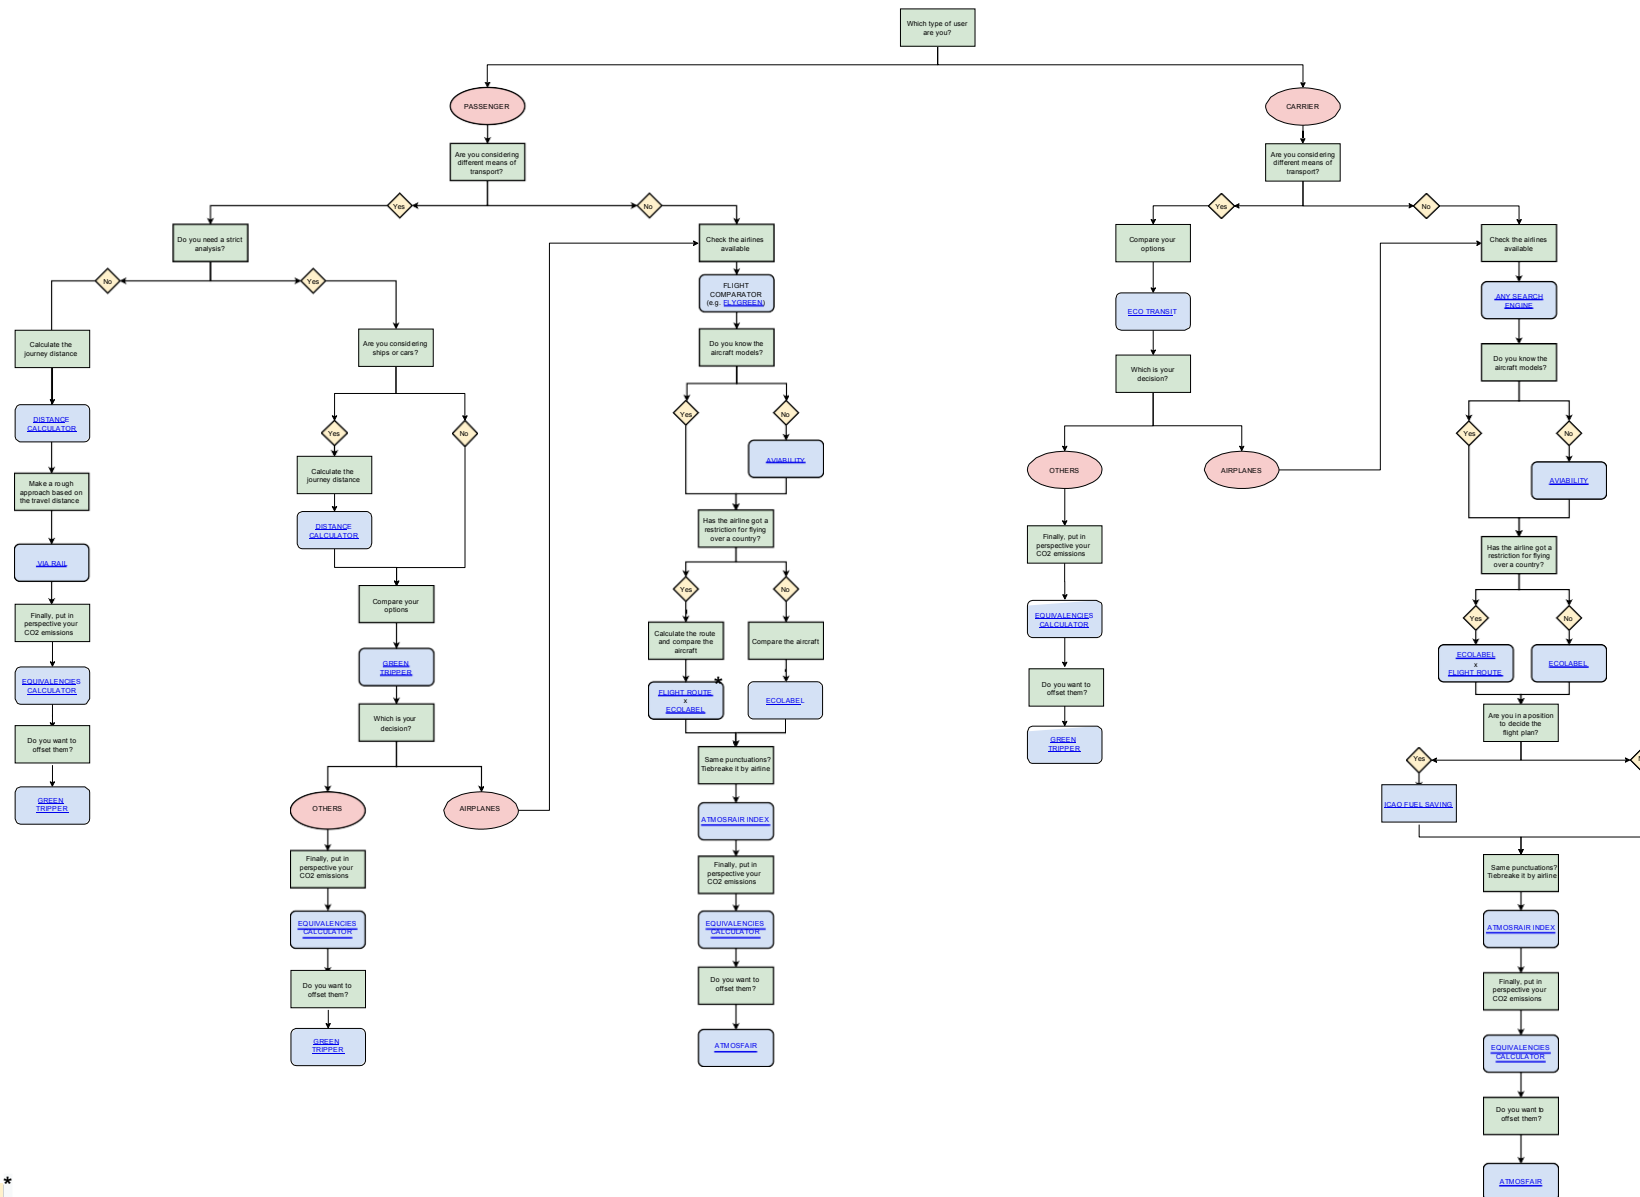 Which type of user
are you?
PASSENGER
CARRIER
Are you considering
different means of
transport?
Are you considering
different means of
transport?
Yes
No
Yes
No
Do you need a strict
analysis?
Check the airlines
available
Compare your
options
Check the airlines
available
No
Yes
FLIGHT
COMPARATOR
(e.g. FLYGREEN)
ECO TRANSIT
ANY SEARCH
ENGINE
Calculate the
journey distance
Are you considering
ships or cars?
Do you know the
aircraft models?
Which is your
decision?
Do you know the
aircraft models?
DISTANCE
CALCULATOR
Yes
No
Yes
No
Yes
No
Make a rough
approach based on
the travel distance
Calculate the
journey distance
AVIABILITY
OTHERS
AIRPLANES
AVIABILITY
DISTANCE
CALCULATOR
Has the airline got a
restriction for flying
over a country?
Finally, put in
perspective your
CO2 emissions
Has the airline got a
restriction for flying
over a country?
VIA RAIL
Yes
No
Compare your
options
EQUIVALENCIES
CALCULATOR
Yes
No
Finally, put in
perspective your
CO2 emissions
Calculate the route
and compare the
aircraft
Compare the aircraft
GREEN
TRIPPER
ECOLABEL
x
FLIGHT ROUTE
ECOLABEL
EQUIVALENCIES
CALCULATOR
FLIGHT ROUTE
x
ECOLABEL
*
ECOLABEL
Do you want to
offset them?
Which is your
decision?
Are you in a position
to decide the
flight plan?
Do you want to
offset them?
Same punctuations?
Tiebreake it by airline
GREEN
TRIPPER
Yes
GREEN
TRIPPER
OTHERS
AIRPLANES
ATMOSRAIR INDEX
ICAO FUEL SAVING
Finally, put in
perspective your
CO2 emissions
Finally, put in
perspective your
CO2 emissions
Same punctuations?
Tiebreake it by airline
EQUIVALENCIES
CALCULATOR
EQUIVALENCIES
CALCULATOR
ATMOSRAIR INDEX
Do you want to
offset them?
Do you want to
offset them?
Finally, put in
perspective your
CO2 emissions
GREEN
TRIPPER
ATMOSFAIR
EQUIVALENCIES
CALCULATOR
Do you want to
offset them?
ATMOSFAIR
*